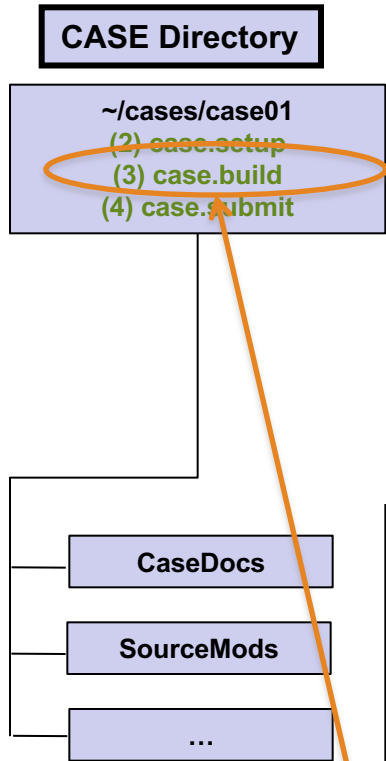 CASE Directory
~/cases/case01
(2) case.setup
(3) case.build
(4) case.submit
CaseDocs
SourceMods
...